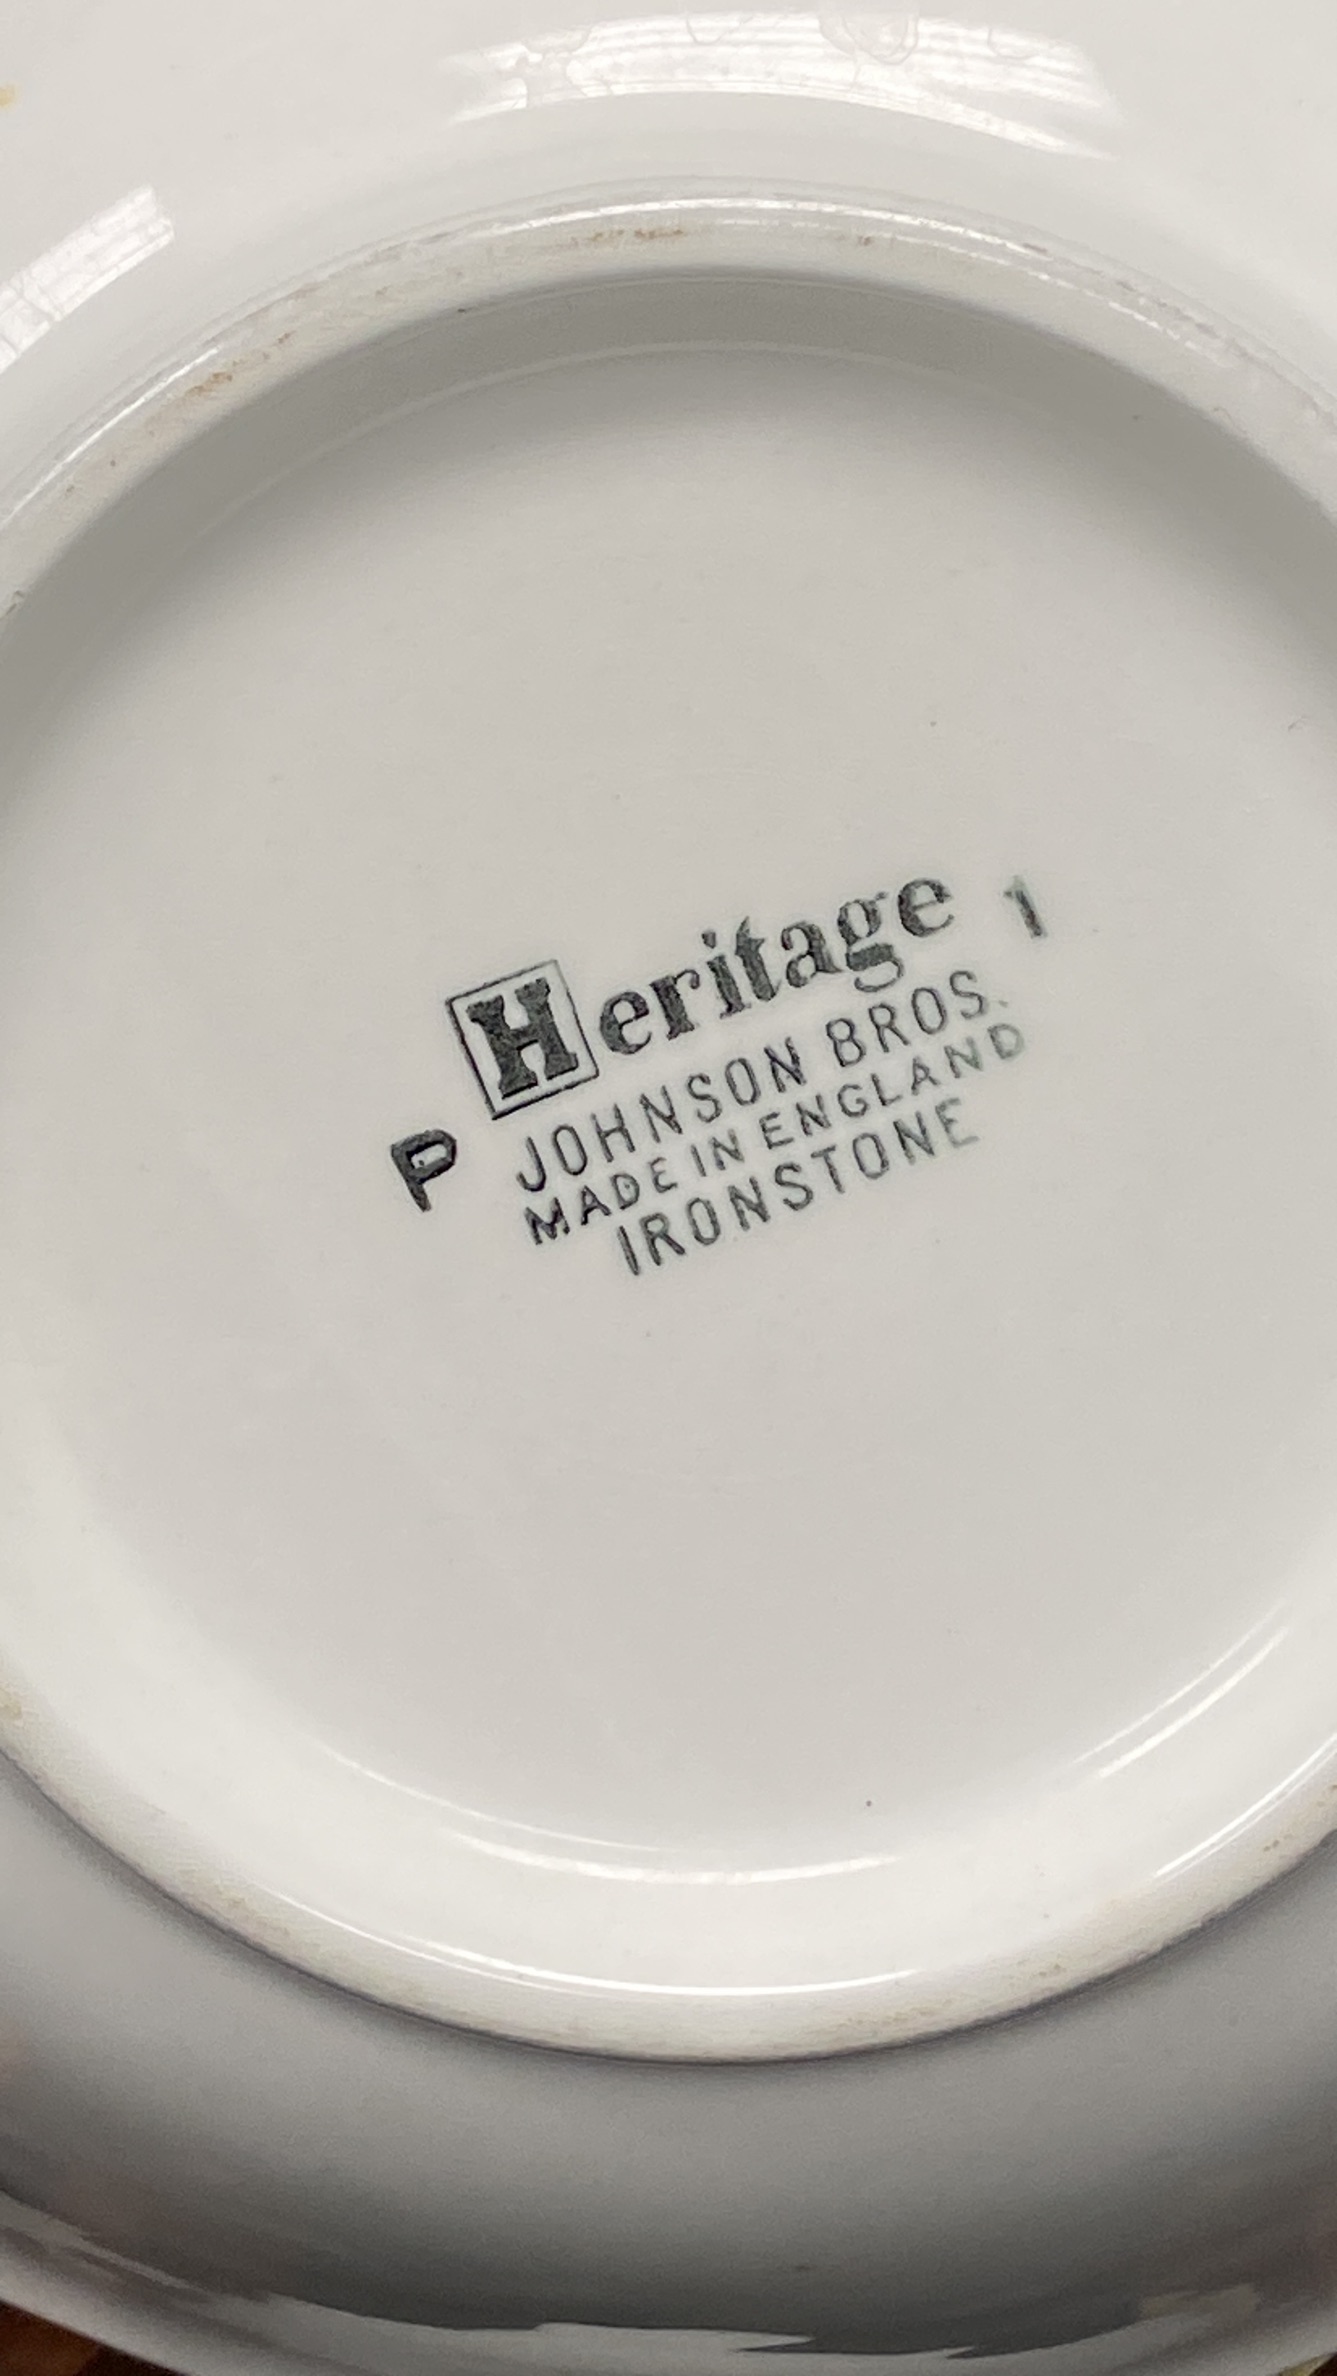 Heritage 1
P JOHNSON BROS.
MADE IN ENGLAND
IRONSTONE